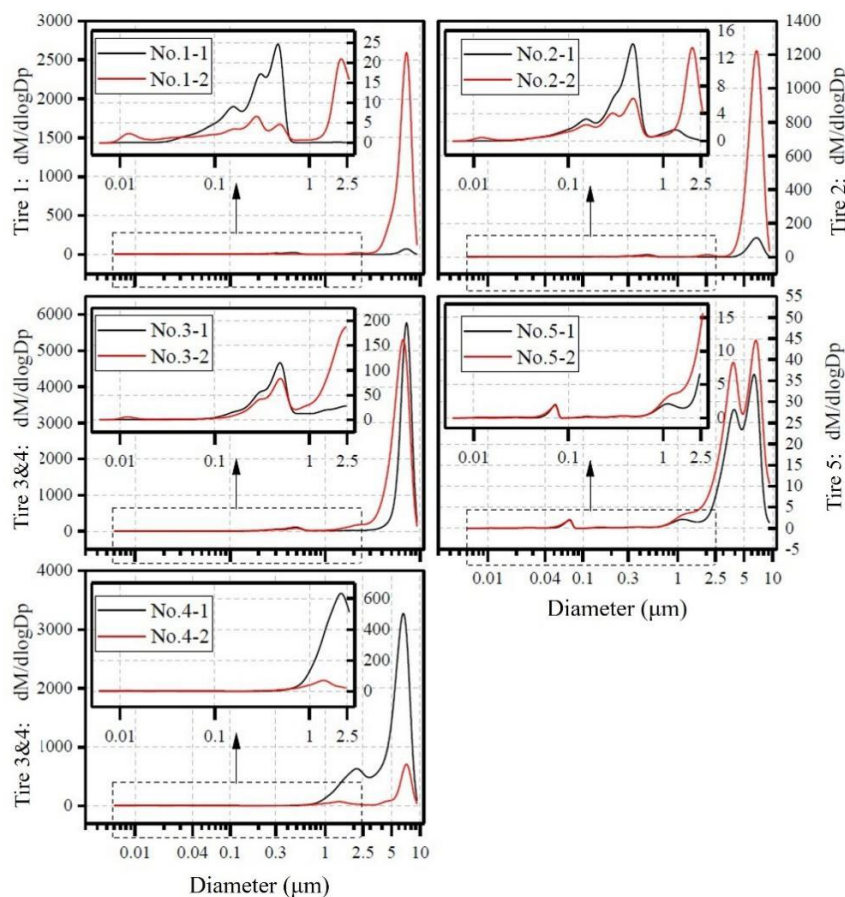 3000
2500
2000
1500
1000
500
0
Tire 1: dM/dlogDp
No.1-1
No.1-2
25
20
15
10
5
0
0.01 0.1 1 2.5
1400
1200
1000
800
600
400
200
0
Tire 2: dM/dlogDp
No.2-1
No.2-2
16
12
8
4
0
0.01 0.1 1 2.5
6000
5000
4000
3000
2000
1000
0
Tire 3&4: dM/dlogDp
No.3-1
No.3-2
200
150
100
50
0
0.01 0.1 1 2.5
55
50
45
40
35
30
25
20
15
10
5
0
-5
Tire 5: dM/dlogDp
No.5-1
No.5-2
15
10
5
0
0.01 0.1 1 2.5
0.01 0.04 0.1 0.3 1 2.5 5 10
Diameter (μm)
4000
3000
2000
1000
0
Tire 3&4: dM/dlogDp
No.4-1
No.4-2
600
400
200
0
0.01 0.1 1 2.5
0.01 0.04 0.1 0.3 1 2.5 5 10
Diameter (μm)